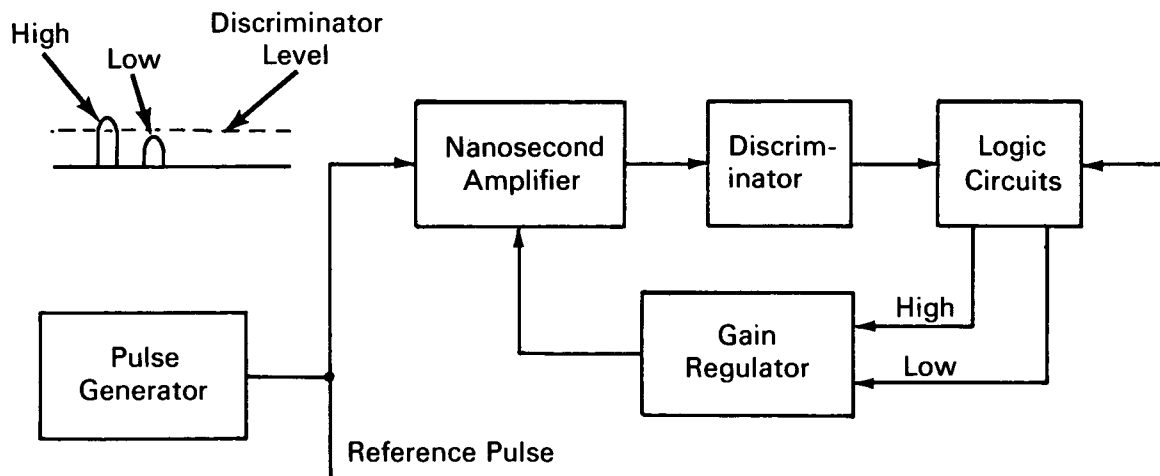 High
Low
Discriminator
Level
Nanosecond
Amplifier
Discrim-
inator
Logic
Circuits
Pulse
Generator
Gain
Regulator
High
Low
Reference Pulse